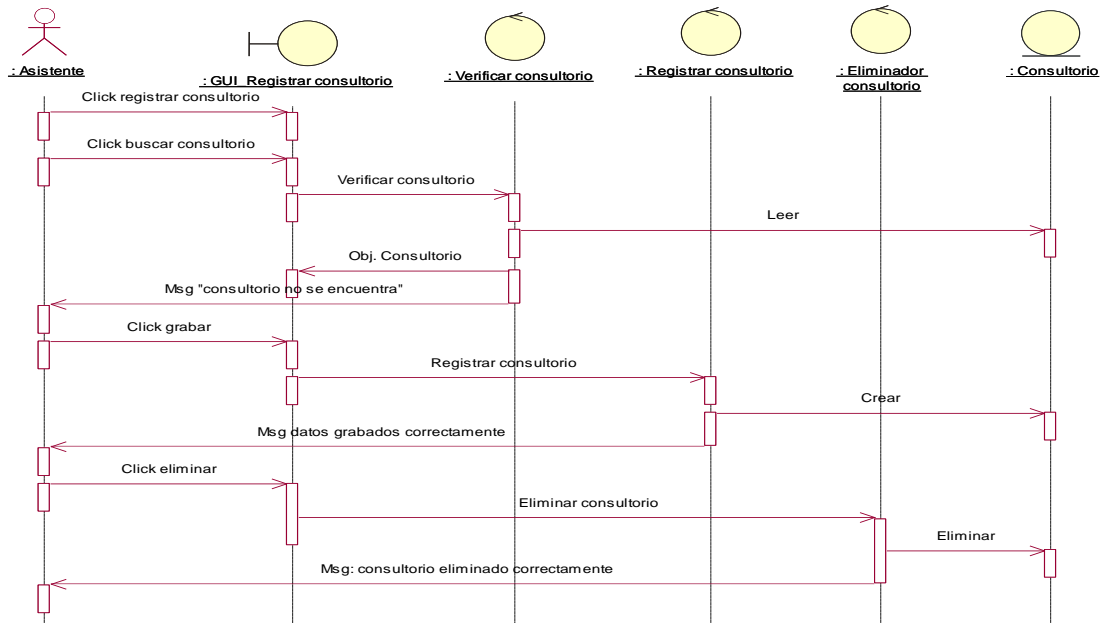 : Asistente
: GUI_Registrar consultorio
: Verificar consultorio
: Registrar consultorio
: Eliminador
consultorio
: Consultorio
Click registrar consultorio
Click buscar consultorio
Verificar consultorio
Leer
Obj. Consultorio
Msg "consultorio no se encuentra"
Click grabar
Registrar consultorio
Crear
Msg datos grabados correctamente
Click eliminar
Eliminar consultorio
Eliminar
Msg: consultorio eliminado correctamente